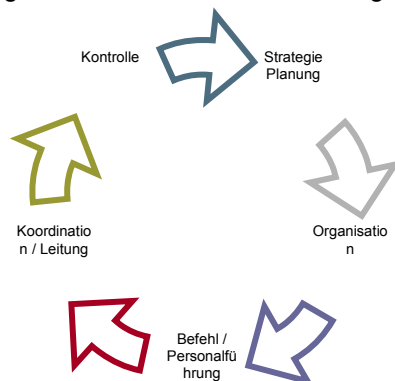 Kontrolle
Strategie
Planung
Organisatio
n
Befehl /
Personalfü
hrung
Koordinatio
n / Leitung